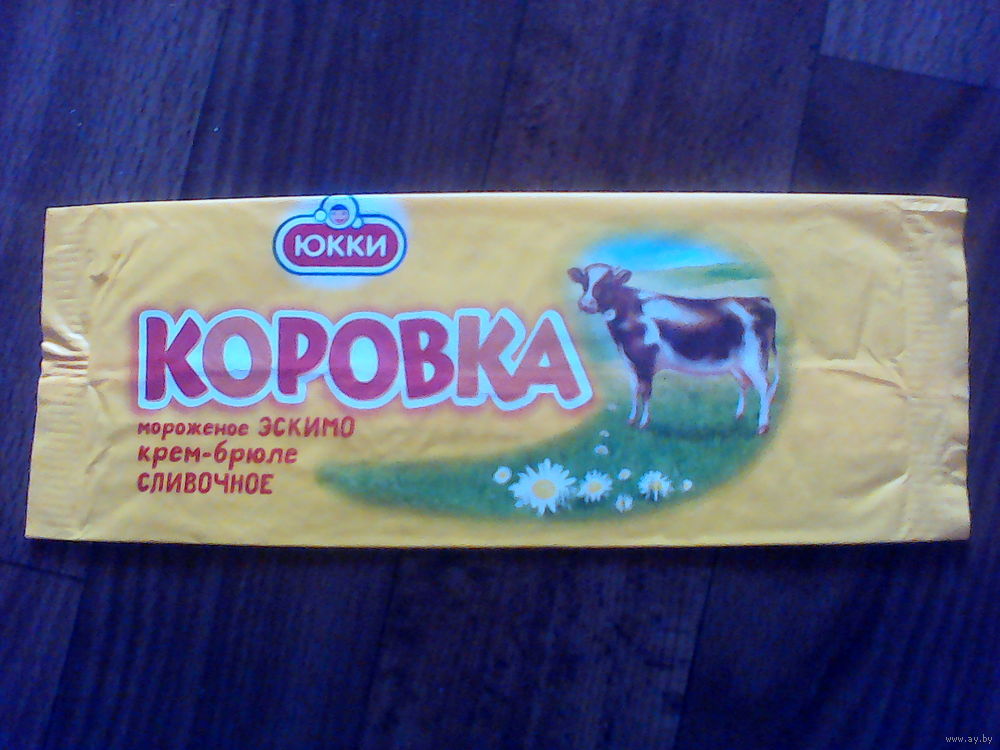 ЮККИ
КОРОВКА
мороженое ЭСКИМО
крем-брюле
СЛИВОЧНОЕ
www.ay.by